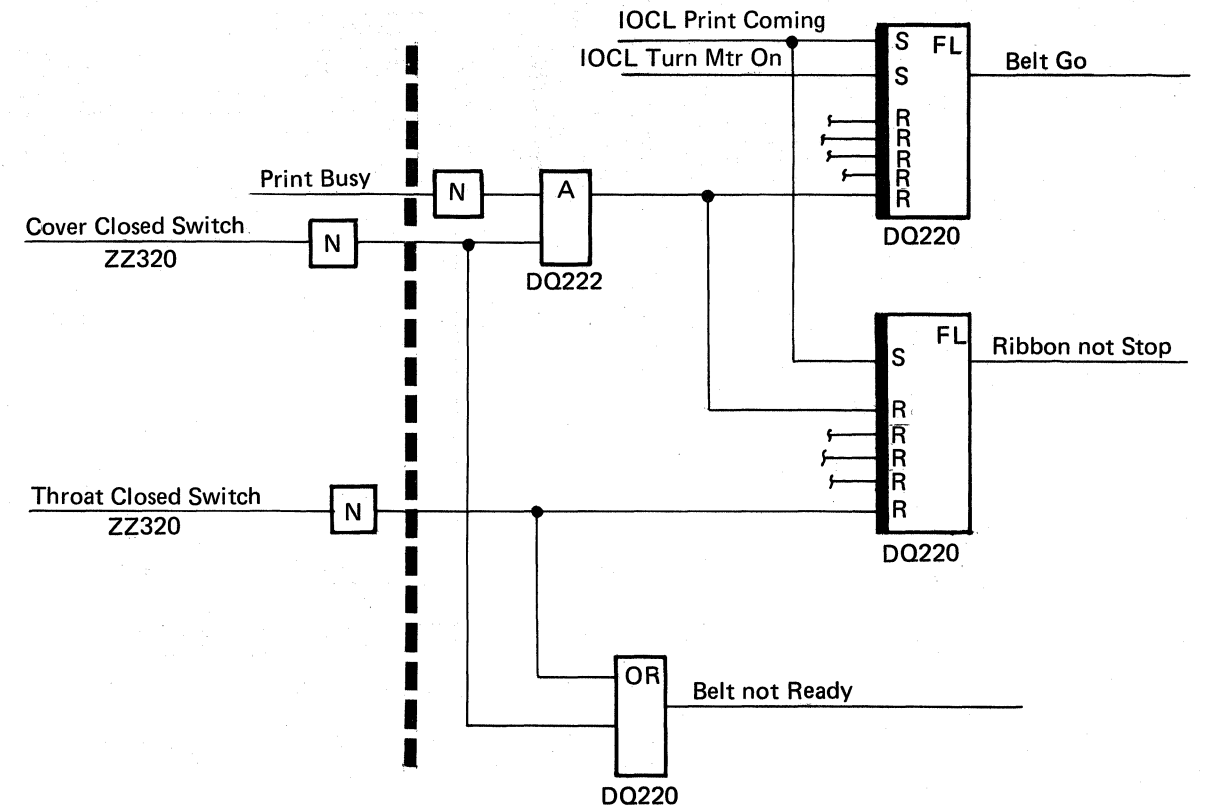 IOCL Print Coming
IOCL Turn Mtr On
S
FL
S
Belt Go
R
R
R
R
R
DQ220
Print Busy
N
A
Cover Closed Switch
N
ZZ320
DQ222
FL
S
Ribbon not Stop
R
R
R
R
R
DQ220
Throat Closed Switch
N
ZZ320
OR
Belt not Ready
DQ220